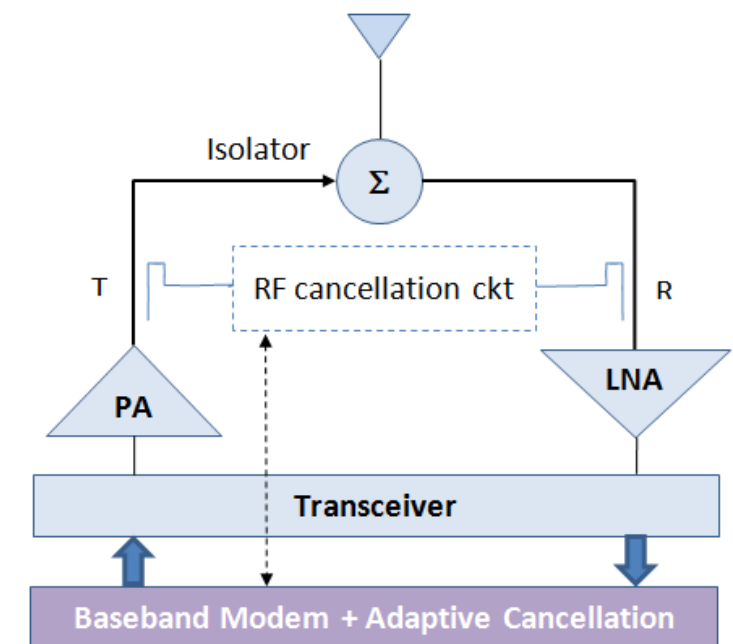 Isolator
Σ
T
RF cancellation ckt
R
PA
LNA
Transceiver
Baseband Modem + Adaptive Cancellation